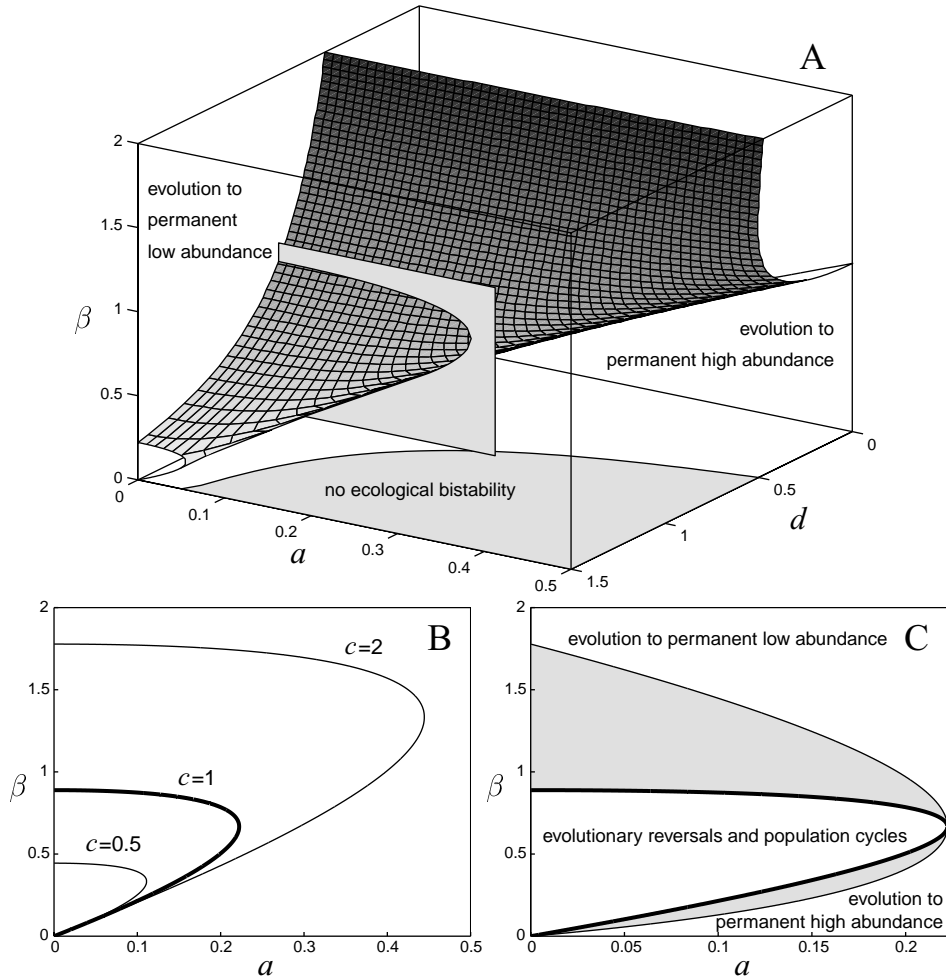 A
2
evolution to
permanent
low abundance
1.5
β
1
evolution to
permanent high abundance
0.5
0
0
0
no ecological bistability
0.1
0.5
0.2
d
a
0.3
1
0.4
0.5
1.5
2
B
c=2
1.5
β
1
c=1
c=0.5
0.5
0
0
0.1
0.2
0.3
0.4
0.5
a
2
evolution to permanent low abundance
C
1.5
β
1
evolutionary reversals and population cycles
0.5
evolution to
permanent high abundance
0
0
0.05
0.1
0.15
0.2
a